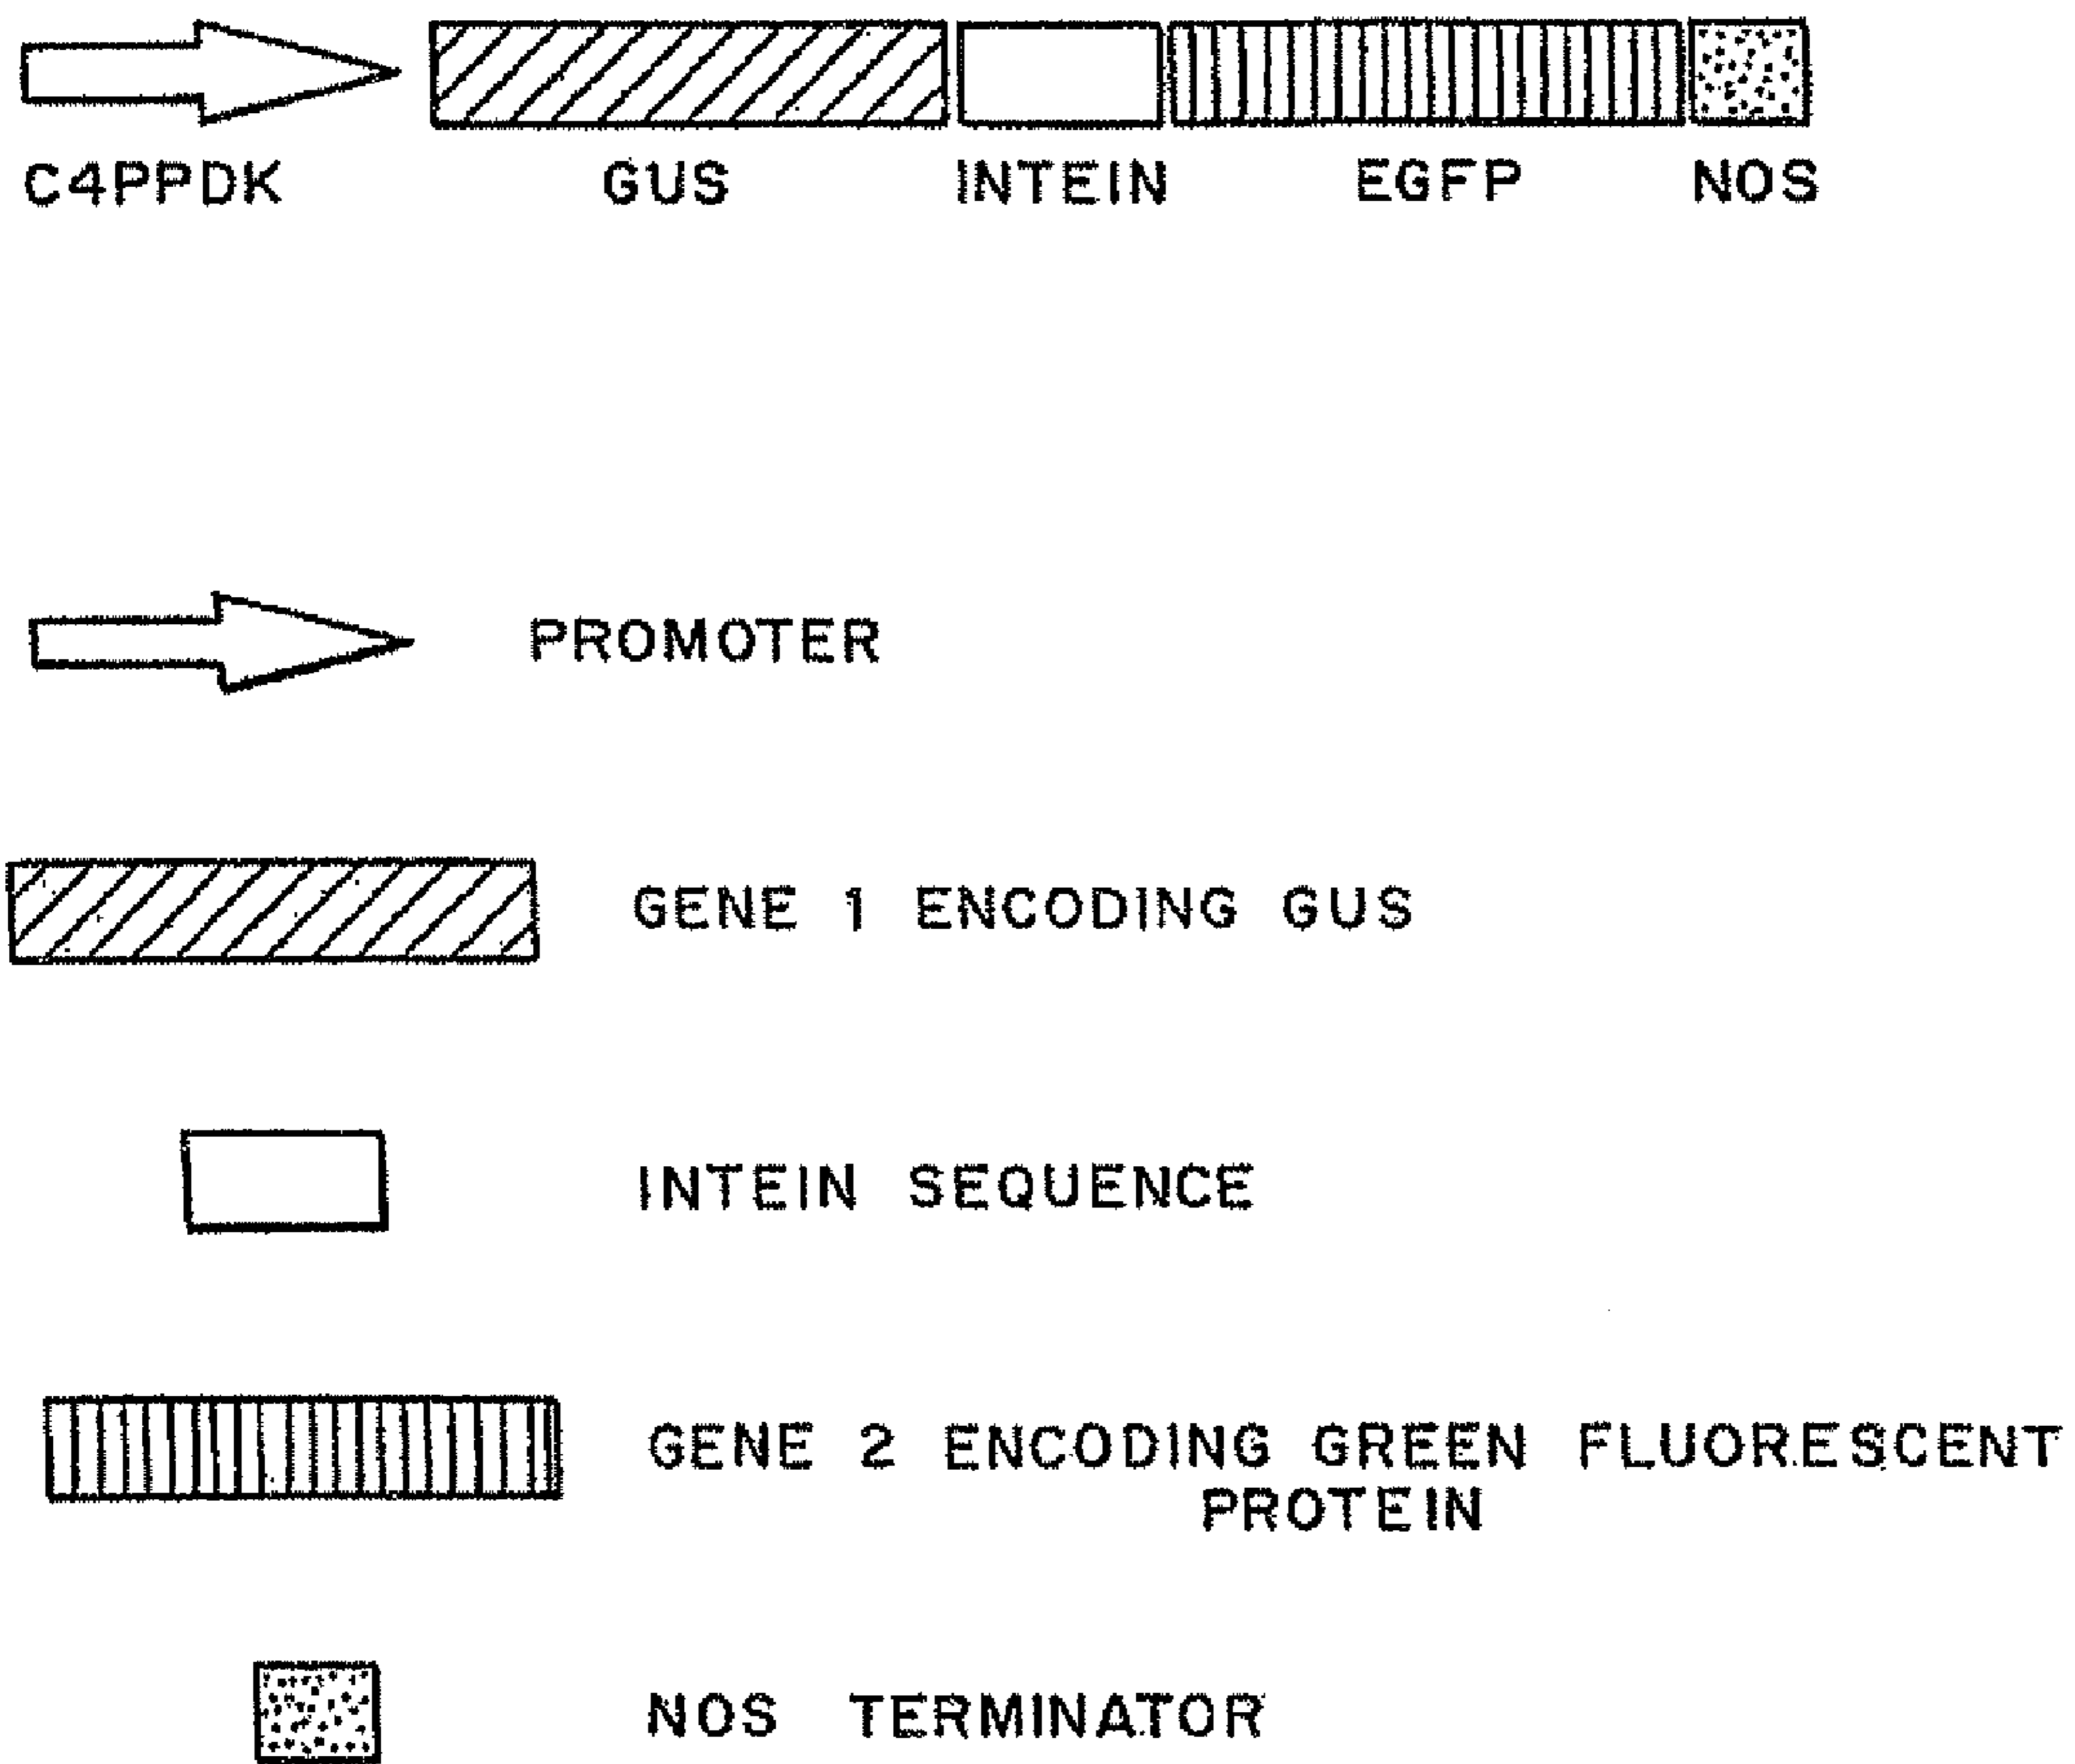 C4PPDK GUS INTEIN EGFP NOS
PROMOTER
GENE 1 ENCODING GUS
INTEIN SEQUENCE
GENE 2 ENCODING GREEN FLUORESCENT
PROTEIN
NOS TERMINATOR